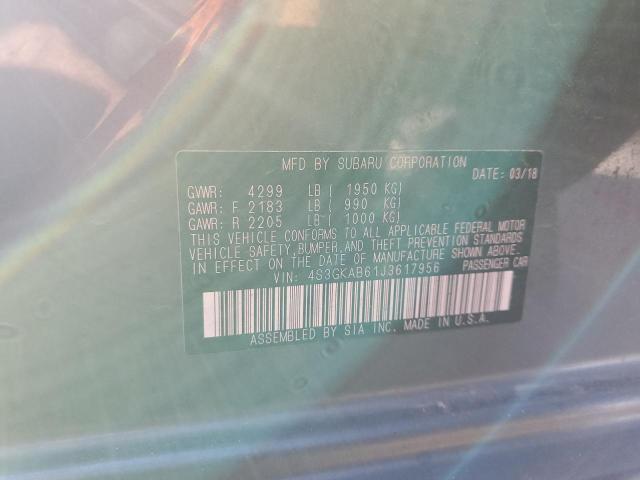 MFD BY SUBARU CORPORATION
DATE: 03/18
GVWR: 4299 LB ( 1950 KG)
GAWR: F 2183 LB ( 990 KG)
GAWR: R 2205 LB ( 1000 KG)
THIS VEHICLE CONFORMS TO ALL APPLICABLE FEDERAL MOTOR
VEHICLE SAFETY, BUMPER, AND THEFT PREVENTION STANDARDS
IN EFFECT ON THE DATE OF MANUFACTURE SHOWN ABOVE.
VIN: 4S3GKAB61J3617956 PASSENGER CAR
ASSEMBLED BY SIA INC. MADE IN U.S.A.